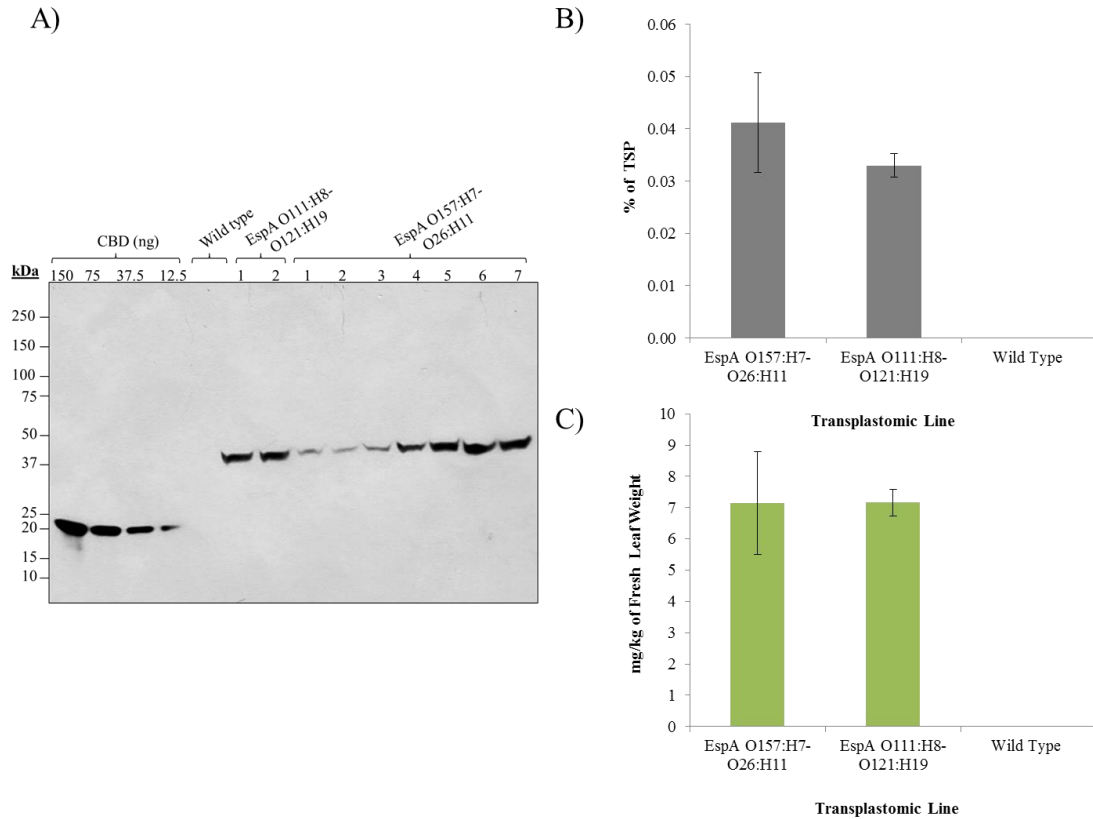 A)
CBD (ng)
Wild type
EspA O111:H8-
O121:H19
EspA O157:H7-
O26:H11
kDa
150 75 37.5 12.5 1 2 1 2 3 4 5 6 7
250
150
100
75
50
37
25
20
15
10
B)
% of TSP
0.06
0.05
0.04
0.03
0.02
0.01
0.00
EspA O157:H7-
O26:H11
EspA O111:H8-
O121:H19
Wild Type
Transplastomic Line
C)
mg/kg of Fresh Leaf Weight
10
9
8
7
6
5
4
3
2
1
0
EspA O157:H7-
O26:H11
EspA O111:H8-
O121:H19
Wild Type
Transplastomic Line